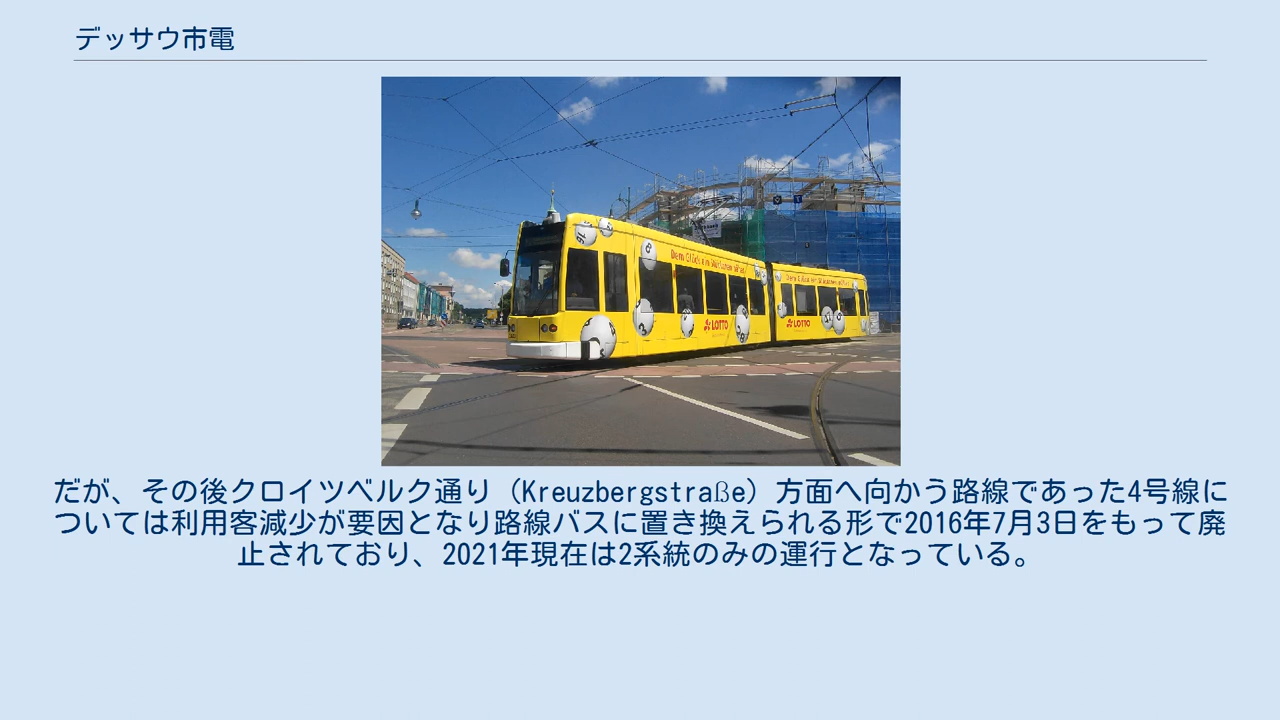 デッサウ市電
LOTTO
LOTTO
だが、その後クロイツベルク通り（Kreuzbergstraße）方面へ向かう路線であった4号線に
ついては利用客減少が要因となり路線バスに置き換えられる形で2016年7月3日をもって廃
止されており、2021年現在は2系統のみの運行となっている。